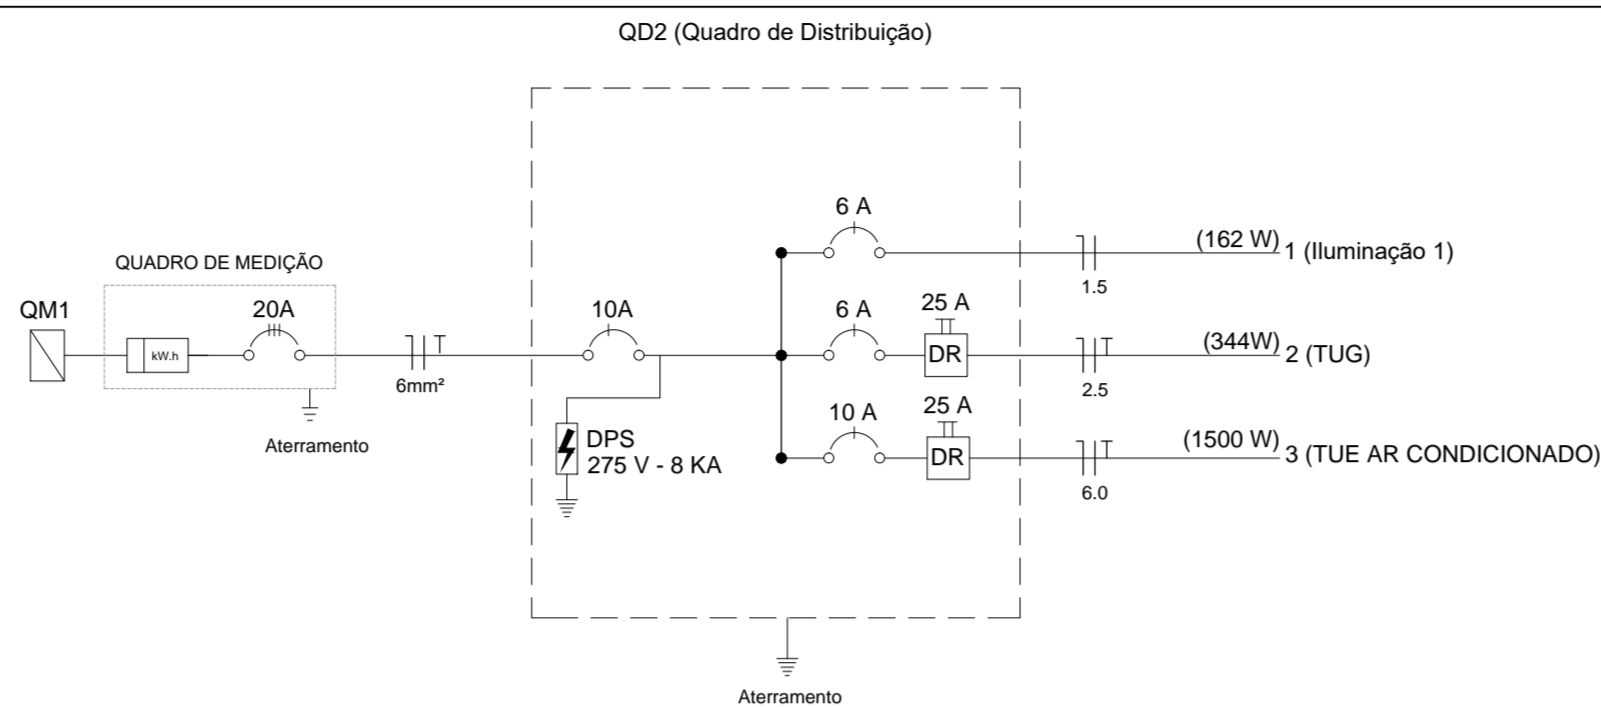 QD2 (Quadro de Distribuição)
QUADRO DE MEDIÇÃO
QM1
kW.h
20A
Aterramento
6mm²
10A
DPS
275 V - 8 KA
6 A
1.5
(162 W) 1 (Iluminação 1)
6 A
25 A
DR
2.5
(344W) 2 (TUG)
10 A
25 A
DR
6.0
(1500 W) 3 (TUE AR CONDICIONADO)
Aterramento